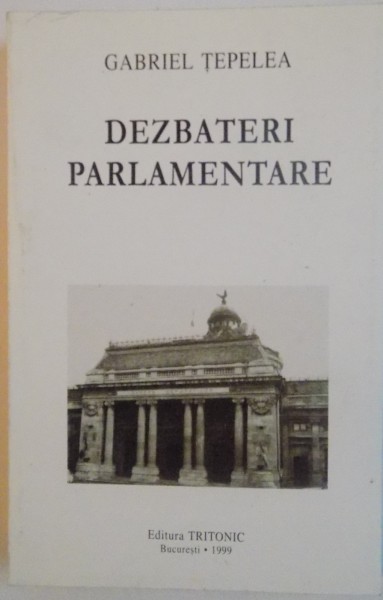 GABRIEL ȚEPELEA
DEZBATERI
PARLAMENTARE
Editura TRITONIC
București • 1999